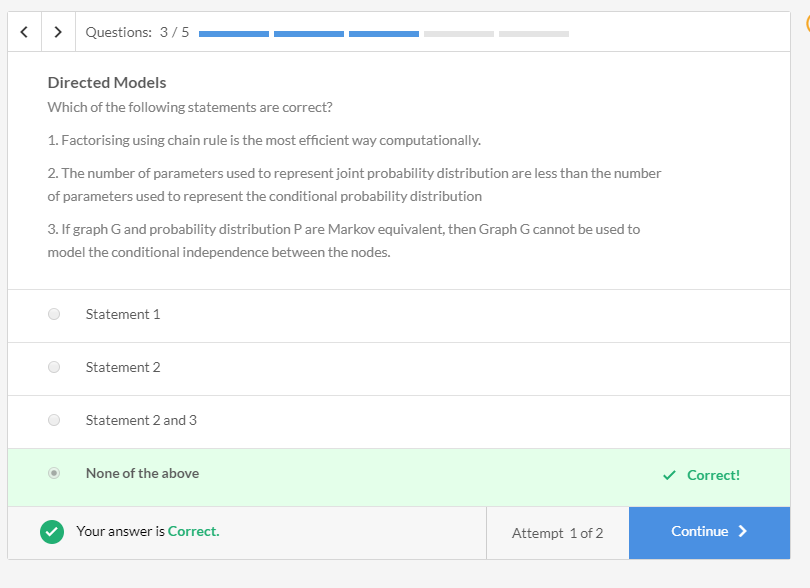 Questions: 3 / 5
Directed Models
Which of the following statements are correct?
1. Factorising using chain rule is the most efficient way computationally.
2. The number of parameters used to represent joint probability distribution are less than the number
of parameters used to represent the conditional probability distribution
3. If graph G and probability distribution P are Markov equivalent, then Graph G cannot be used to
model the conditional independence between the nodes.
Statement 1
Statement 2
Statement 2 and 3
None of the above Correct!
Your answer is Correct. Attempt 1 of 2 Continue